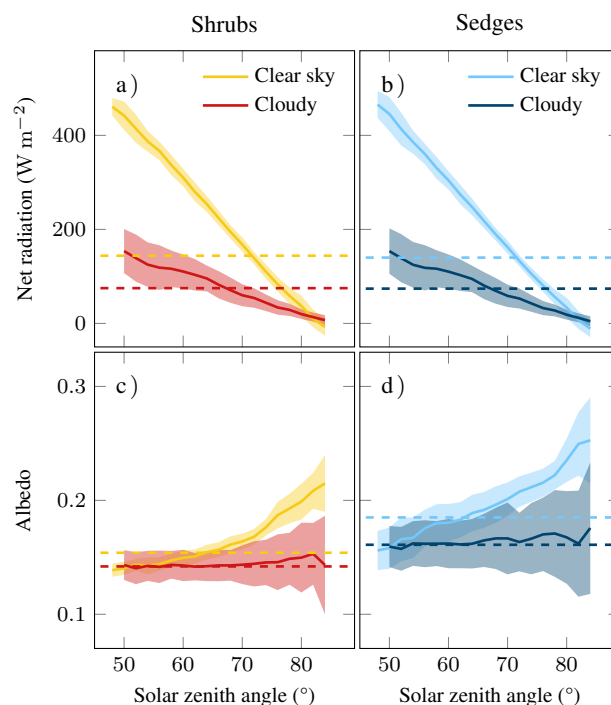 Shrubs
Sedges
a)
Clear sky
Cloudy
b)
Clear sky
Cloudy
400
200
0
Net radiation (W m−2)
c)
d)
0.3
0.2
0.1
Albedo
50 60 70 80
50 60 70 80
Solar zenith angle (°)
Solar zenith angle (°)